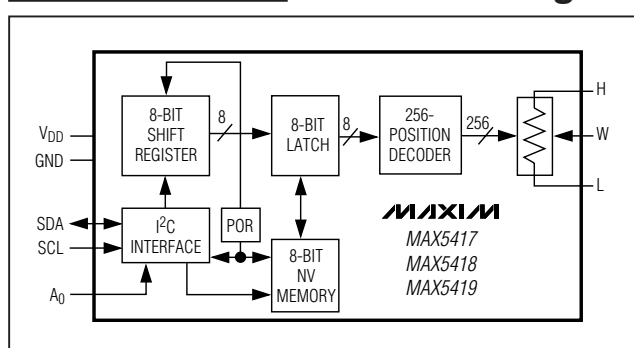 8-BIT
SHIFT
REGISTER
8
8-BIT
LATCH
8
256-
POSITION
DECODER
256
H
W
L
VDD
GND
SDA
SCL
A0
I2C
INTERFACE
POR
8-BIT
NV
MEMORY
MAXIM
MAX5417
MAX5418
MAX5419